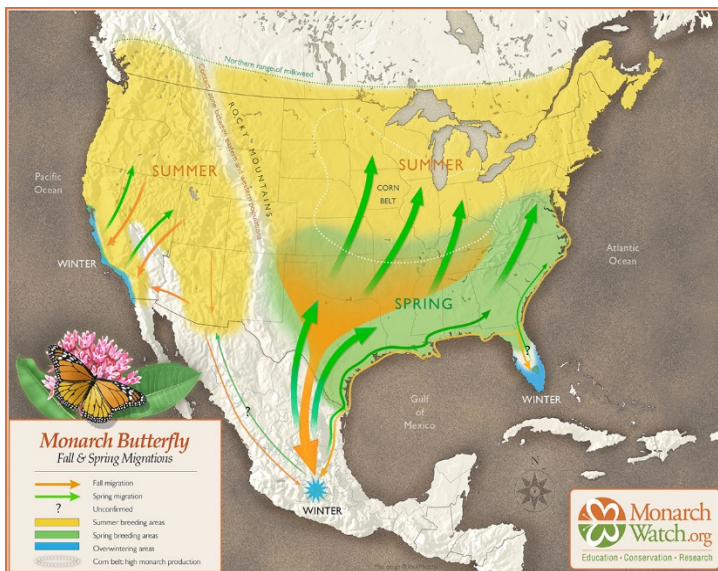 Northern range of milkweed
ROCKY MOUNTAINS
SUMMER
SUMMER
CORN
BELT
Pacific
Ocean
WINTER
Atlantic
Ocean
SPRING
?
?
Gulf
of
Mexico
WINTER
WINTER
N
Monarch Butterfly
Fall & Spring Migrations
Fall migration
Spring migration
? Unconfirmed
Summer breeding areas
Spring breeding areas
Overwintering areas
Corn belt: high monarch production
Monarch
Watch.org
Education • Conservation • Research